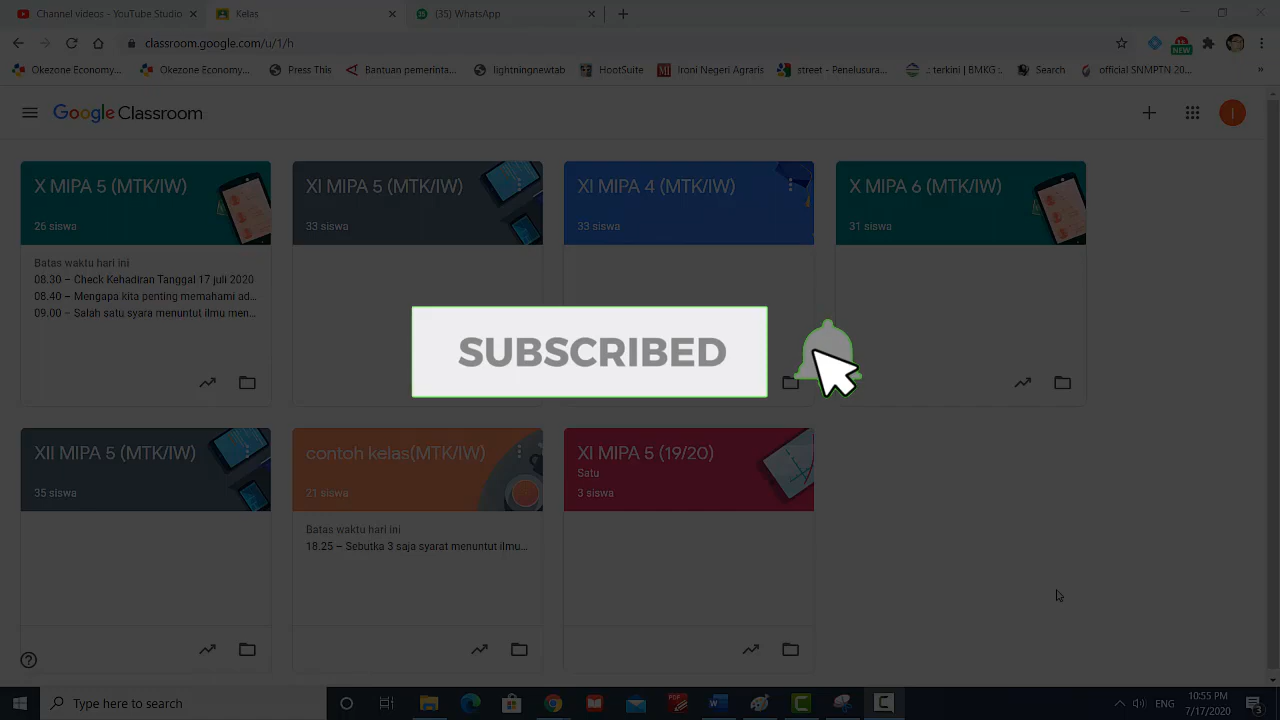 Channel videos - YouTube Studio
Kelas
(35) WhatsApp
classroom.google.com/u/1/h
NEW
Okezone Economy...
Okezone Economy...
Press This
Bantuan pemerinta...
lightningnewtab
HootSuite
Ironi Negeri Agraris
street - Penelusura...
.: terkini | BMKG :.
Search
official SNMPTN 20...
Google Classroom
I
X MIPA 5 (MTK/IW)
26 siswa
Batas waktu hari ini
08.30 – Check Kehadiran Tanggal 17 juli 2020
08.40 – Mengapa kita penting memahami ad...
09.00 – Salah satu syara menuntut ilmu men...
XI MIPA 5 (MTK/IW)
33 siswa
XI MIPA 4 (MTK/IW)
33 siswa
X MIPA 6 (MTK/IW)
31 siswa
SUBSCRIBED
XII MIPA 5 (MTK/IW)
35 siswa
contoh kelas(MTK/IW)
21 siswa
Batas waktu hari ini
18.25 – Sebutka 3 saja syarat menuntut ilmu...
XI MIPA 5 (19/20)
Satu
3 siswa
Type here to search
ENG
10:55 PM
7/17/2020
3